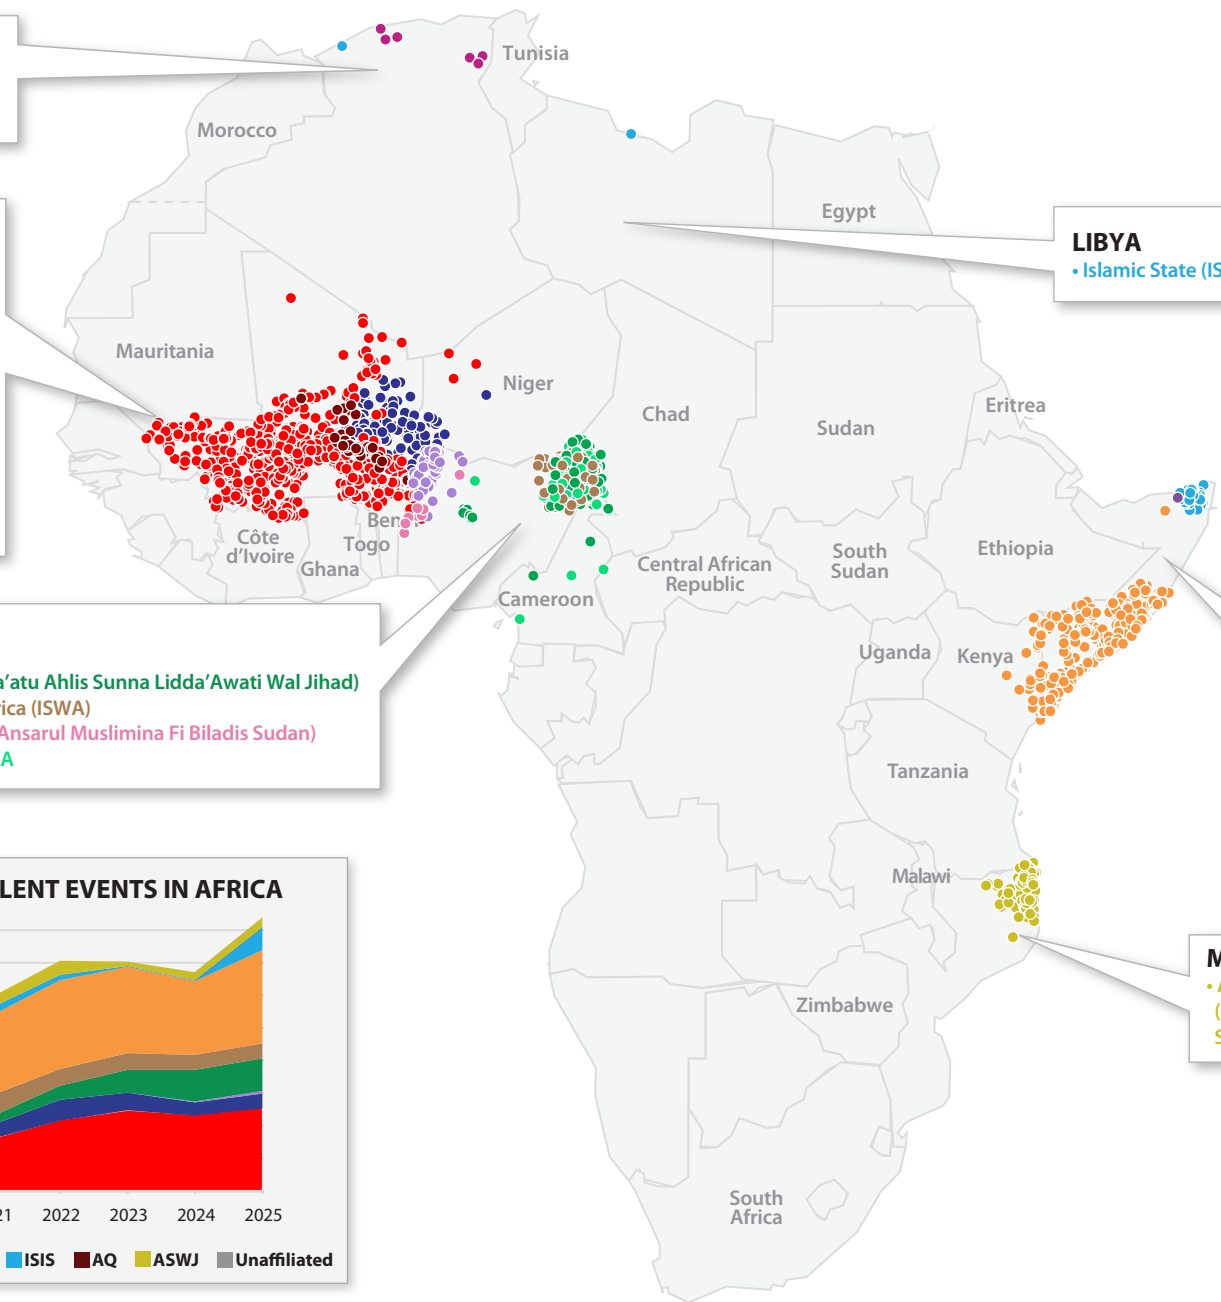 Tunisia
Morocco
Egypt
LIBYA
• Islamic State (IS
Mauritania
Niger
Chad
Sudan
Eritrea
Ben
Togo
Côte
d’Ivoire
Ghana
Central African
Republic
South
Sudan
Ethiopia
Cameroon
Uganda
Kenya
a’atu Ahlis Sunna Lidda’Awati Wal Jihad)
rica (ISWA)
Ansarul Muslimina Fi Biladis Sudan)
A
Tanzania
Malawi
LENT EVENTS IN AFRICA
M
• A
(
S
Zimbabwe
South
Africa
21 2022 2023 2024 2025
ISIS AQ ASWJ Unaffiliated